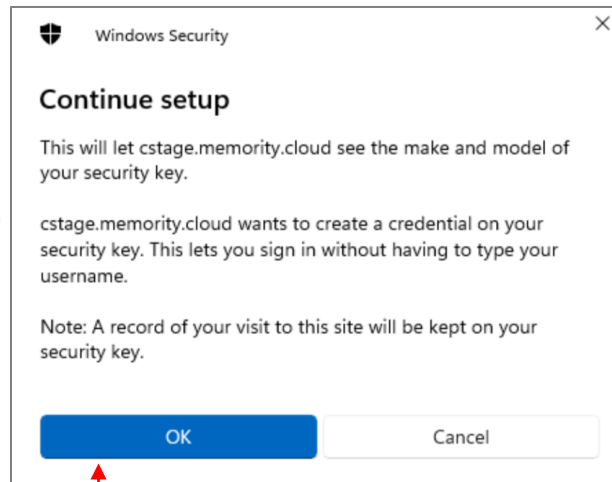 Windows Security
Continue setup
This will let cstage.memority.cloud see the make and model of
your security key.
cstage.memority.cloud wants to create a credential on your
security key. This lets you sign in without having to type your
username.
Note: A record of your visit to this site will be kept on your
security key.
OK
Cancel